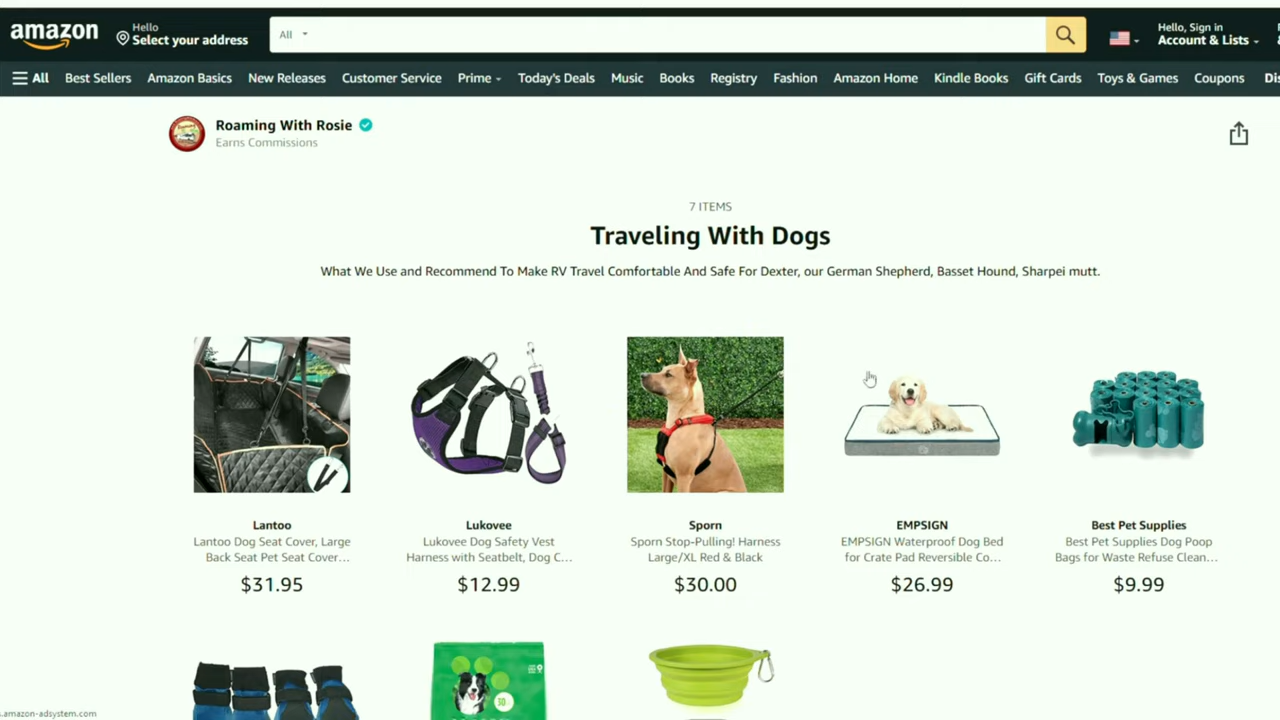 amazon
Hello
Select your address
All
Hello, Sign in
Account & Lists
All
Best Sellers
Amazon Basics
New Releases
Customer Service
Prime
Today's Deals
Music
Books
Registry
Fashion
Amazon Home
Kindle Books
Gift Cards
Toys & Games
Coupons
Roaming With Rosie
Earns Commissions
7 ITEMS
Traveling With Dogs
What We Use and Recommend To Make RV Travel Comfortable And Safe For Dexter, our German Shepherd, Basset Hound, Sharpei mutt.
Lantoo
Lantoo Dog Seat Cover, Large
Back Seat Pet Seat Cover…
$31.95
Lukovee
Lukovee Dog Safety Vest
Harness with Seatbelt, Dog C…
$12.99
Sporn
Sporn Stop-Pulling! Harness
Large/XL Red & Black
$30.00
EMPSIGN
EMPSIGN Waterproof Dog Bed
for Crate Pad Reversible Co…
$26.99
Best Pet Supplies
Best Pet Supplies Dog Poop
Bags for Waste Refuse Clean…
$9.99
30
.amazon-adsystem.com